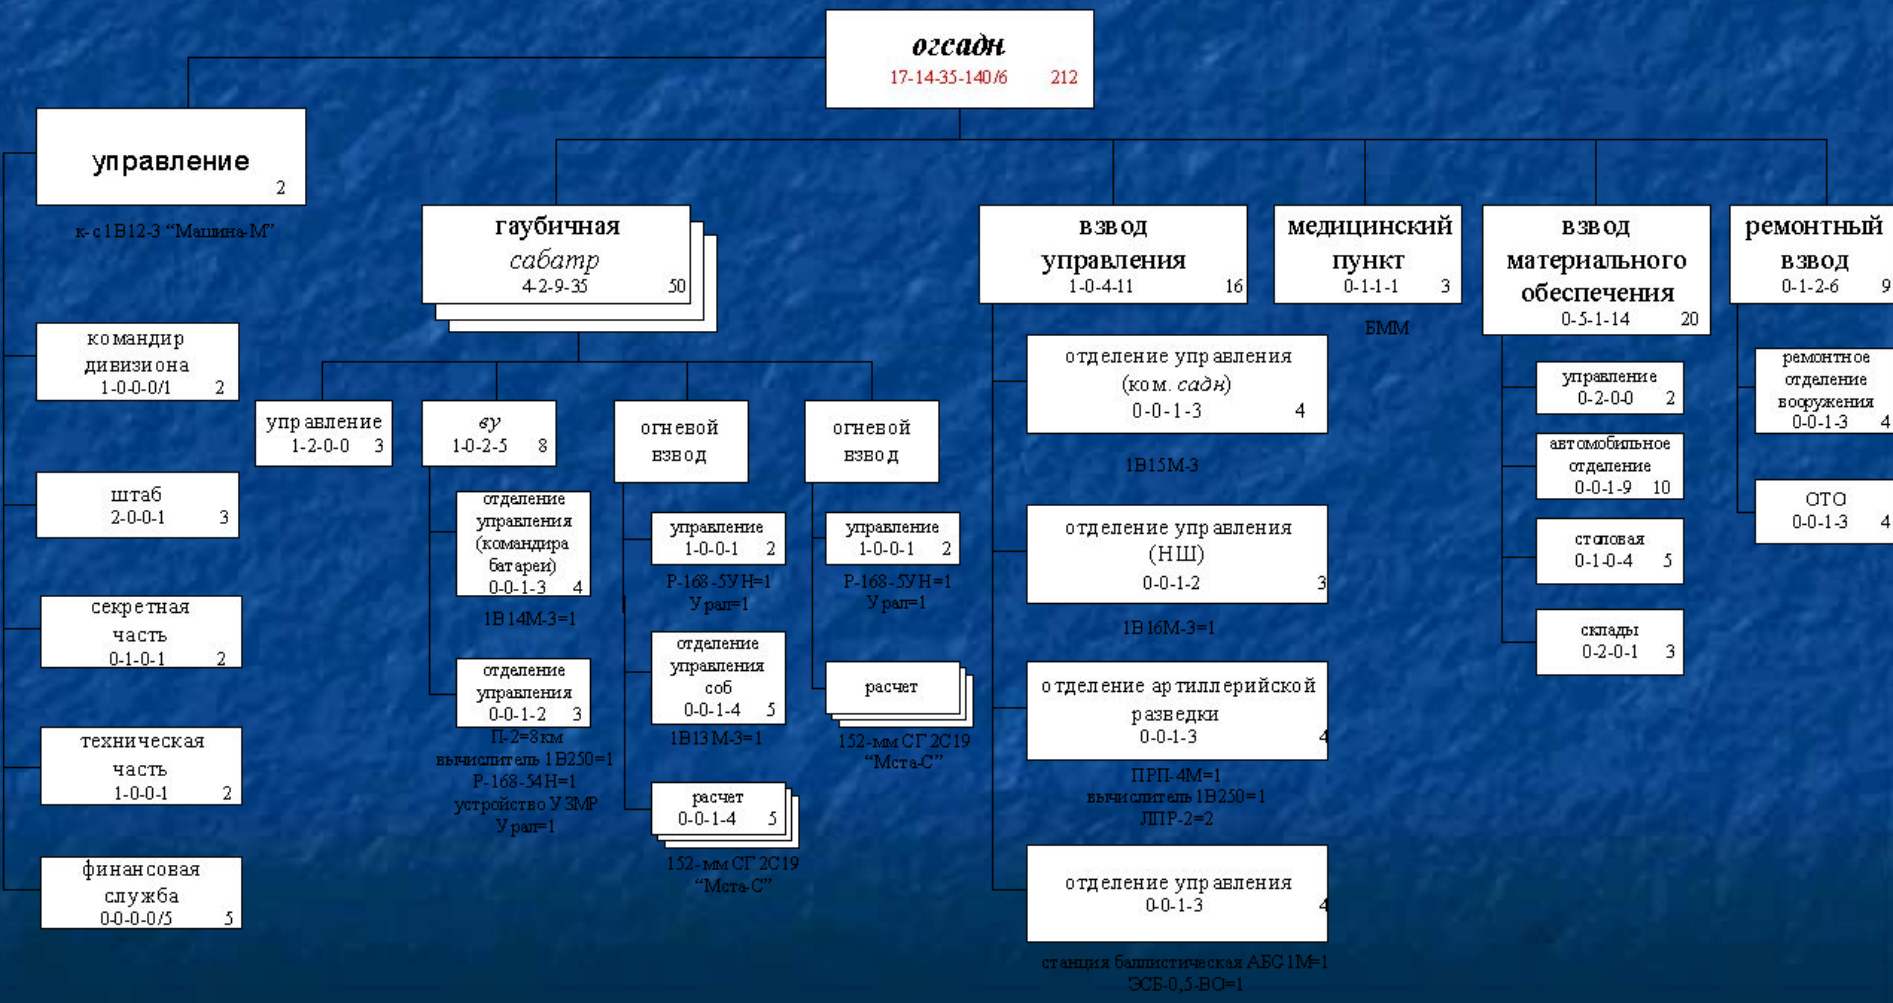 огсадн
17-14-35-140/6 212
управление
2
к-с 1В12-3 “Машина-М”
командир
дивизиона
1-0-0-0/1 2
штаб
2-0-0-1 3
секретная
часть
0-1-0-1 2
техническая
часть
1-0-0-1 2
финансовая
служба
0-0-0-0/5 5
гаубичная
сабатр
4-2-9-35 50
управление
1-2-0-0 3
ву
1-0-2-5 8
отделение
управления
(командира
батареи)
0-0-1-3 4
1В14М-3=1
отделение
управления
0-0-1-2 3
П-2=8км
вычислитель 1В250=1
Р-168-54Н=1
устройство УЗМР
Урал=1
огневой
взвод
управление
1-0-0-1 2
Р-168-5УН=1
Урал=1
отделение
управления
соб
0-0-1-4 5
1В13М-3=1
расчет
0-0-1-4 5
152-мм СГ 2С19
“Мста-С”
огневой
взвод
управление
1-0-0-1 2
Р-168-5УН=1
Урал=1
расчет
152-мм СГ 2С19
“Мста-С”
взвод
управления
1-0-4-11 16
отделение управления
(ком. садн)
0-0-1-3 4
1В15М-3
отделение управления
(НШ)
0-0-1-2 3
1В16М-3=1
отделение артиллерийской
разведки
0-0-1-3 4
ПРП-4М=1
вычислитель 1В250=1
ЛПР-2=2
отделение управления
0-0-1-3 4
станция баллистическая АБС-1М=1
ЭСБ-0,5-ВО=1
медицинский
пункт
0-1-1-1 3
БММ
взвод
материального
обеспечения
0-5-1-14 20
управление
0-2-0-0 2
автомобильное
отделение
0-0-1-9 10
столовая
0-1-0-4 5
склады
0-2-0-1 3
ремонтный
взвод
0-1-2-6 9
ремонтное
отделение
вооружения
0-0-1-3 4
ОТО
0-0-1-3 4